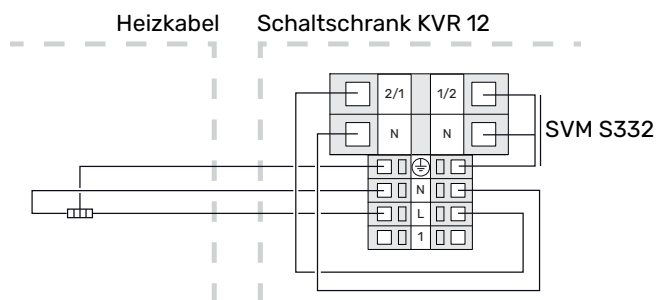 Heizkabel Schaltschrank KVR 12
2/1 1/2
N N
SVM S332
N
L
1